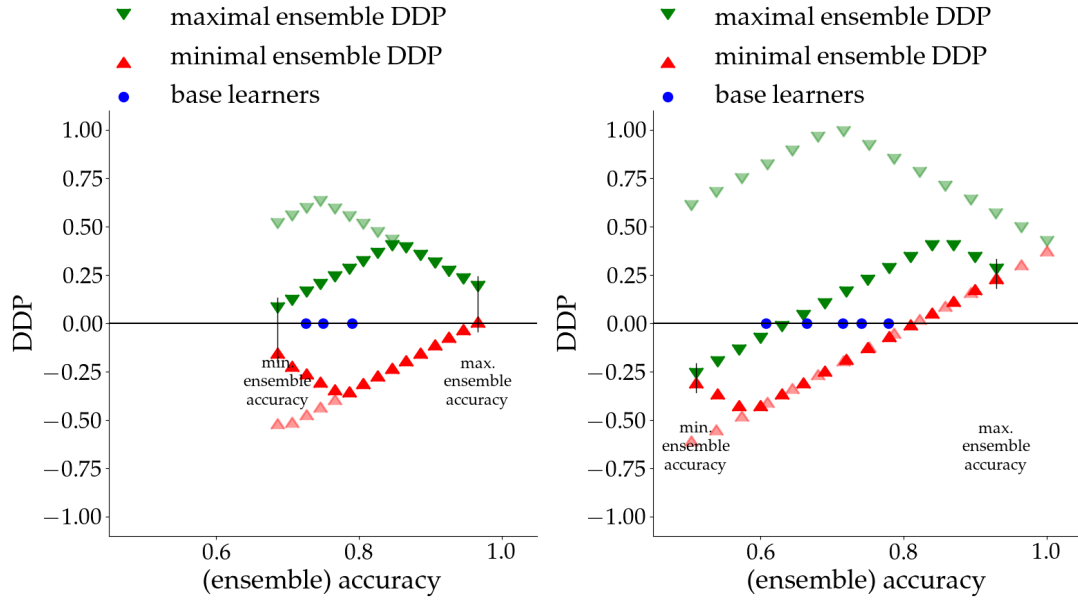 maximal ensemble DDP
minimal ensemble DDP
base learners
1.00
0.75
0.50
0.25
0.00
−0.25
−0.50
−0.75
−1.00
DDP
min.
ensemble
accuracy
max.
ensemble
accuracy
0.6
0.8
1.0
(ensemble) accuracy
maximal ensemble DDP
minimal ensemble DDP
base learners
1.00
0.75
0.50
0.25
0.00
−0.25
−0.50
−0.75
−1.00
DDP
min.
ensemble
accuracy
max.
ensemble
accuracy
0.6
0.8
1.0
(ensemble) accuracy